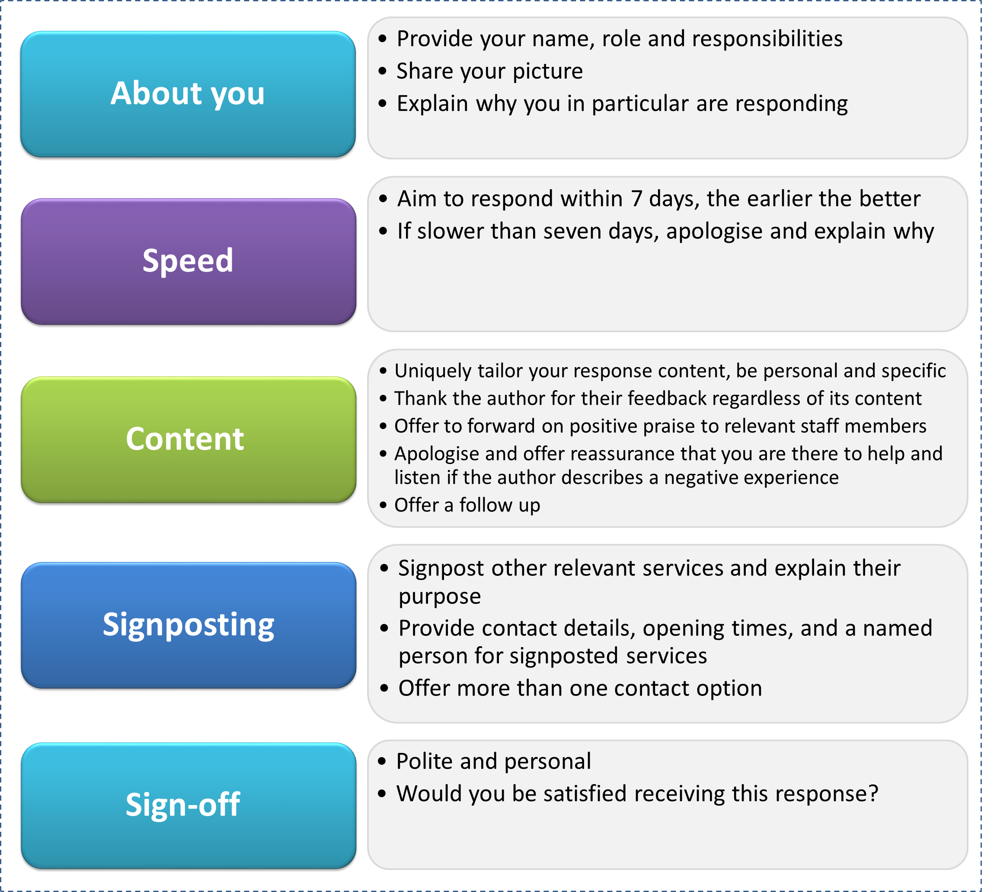 About you
• Provide your name, role and responsibilities
• Share your picture
• Explain why you in particular are responding
Speed
• Aim to respond within 7 days, the earlier the better
• If slower than seven days, apologise and explain why
Content
• Uniquely tailor your response content, be personal and specific
• Thank the author for their feedback regardless of its content
• Offer to forward on positive praise to relevant staff members
• Apologise and offer reassurance that you are there to help and
listen if the author describes a negative experience
• Offer a follow up
Signposting
• Signpost other relevant services and explain their
purpose
• Provide contact details, opening times, and a named
person for signposted services
• Offer more than one contact option
Sign-off
• Polite and personal
• Would you be satisfied receiving this response?